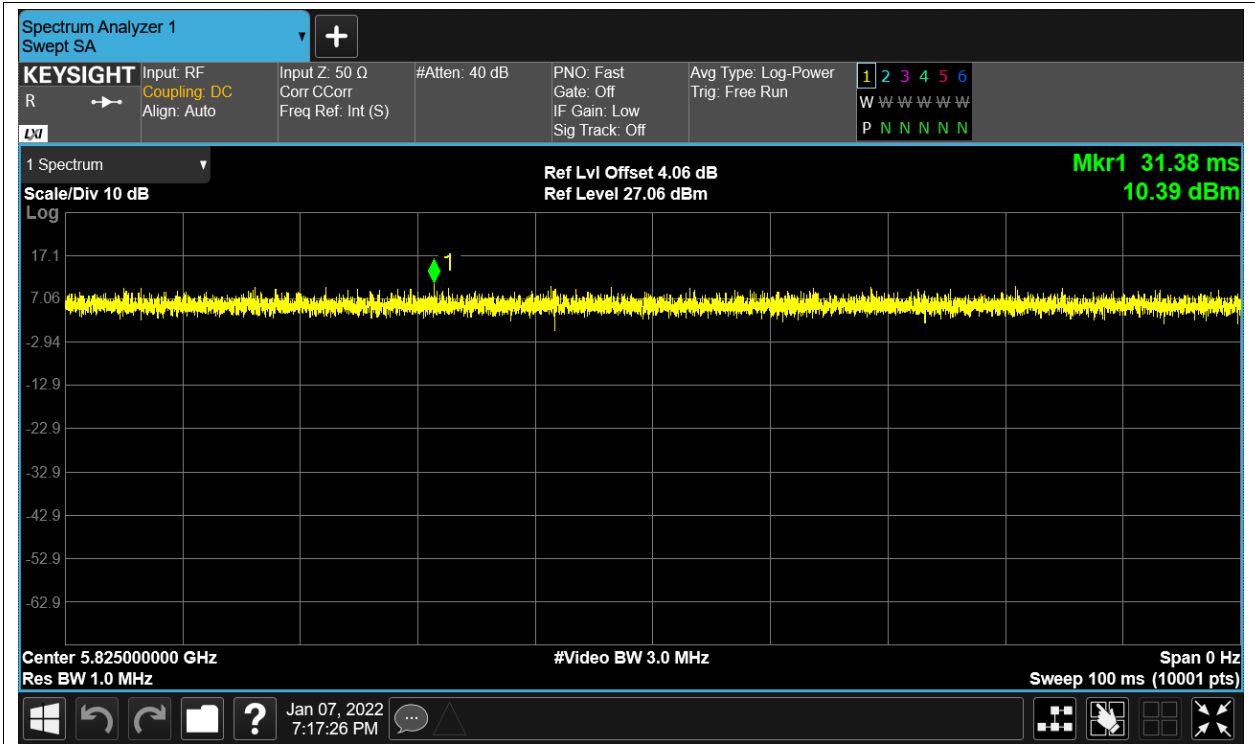 Spectrum Analyzer 1
Swept SA
KEYSIGHT
R
LXI
Input: RF
Coupling: DC
Align: Auto
Input Z: 50 Ω
Corr CCorr
Freq Ref: Int (S)
#Atten: 40 dB
PNO: Fast
Gate: Off
IF Gain: Low
Sig Track: Off
Avg Type: Log-Power
Trig: Free Run
1 2 3 4 5 6
W W W W W W
P N N N N N
1 Spectrum
Scale/Div 10 dB
Log
Ref Lvl Offset 4.06 dB
Ref Level 27.06 dBm
Mkr1 31.38 ms
10.39 dBm
1
17.1
7.06
-2.94
-12.9
-22.9
-32.9
-42.9
-52.9
-62.9
Center 5.825000000 GHz
Res BW 1.0 MHz
#Video BW 3.0 MHz
Span 0 Hz
Sweep 100 ms (10001 pts)
?
Jan 07, 2022
7:17:26 PM